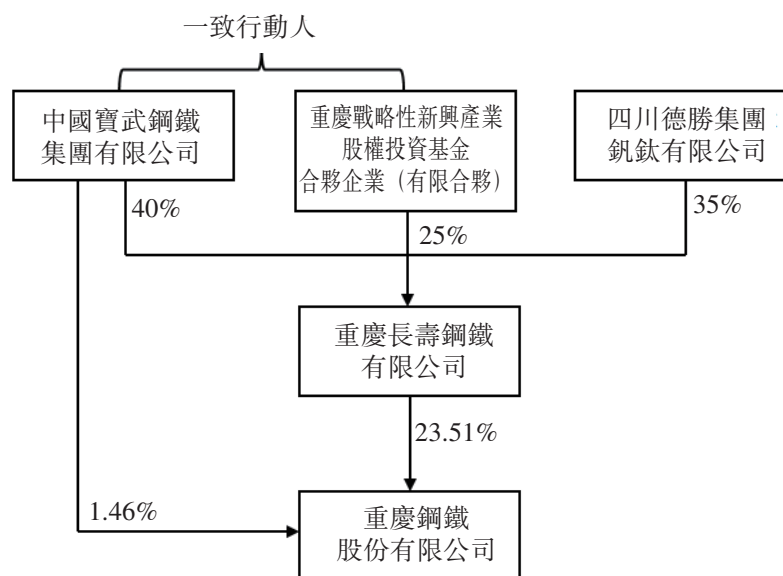 一致行動人
中國寶武鋼鐵
集團有限公司
重慶戰略性新興產業
股權投資基金
合夥企業（有限合夥）
四川德勝集團
釩鈦有限公司
40%
25%
35%
重慶長壽鋼鐵
有限公司
23.51%
1.46%
重慶鋼鐵
股份有限公司